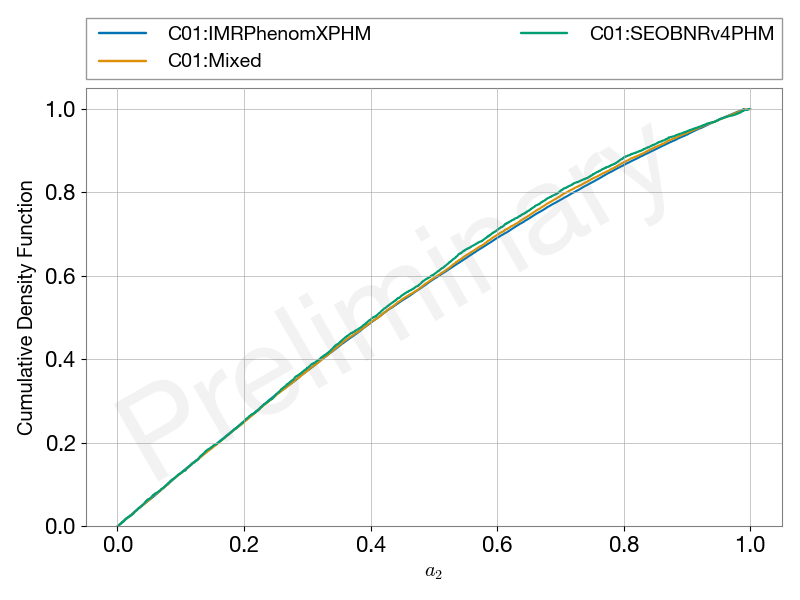 C01:IMRPhenomXPHM
C01:Mixed
C01:SEOBNRv4PHM
Preliminary
Cumulative Density Function
1.0
0.8
0.6
0.4
0.2
0.0
0.0 0.2 0.4 0.6 0.8 1.0
a₂